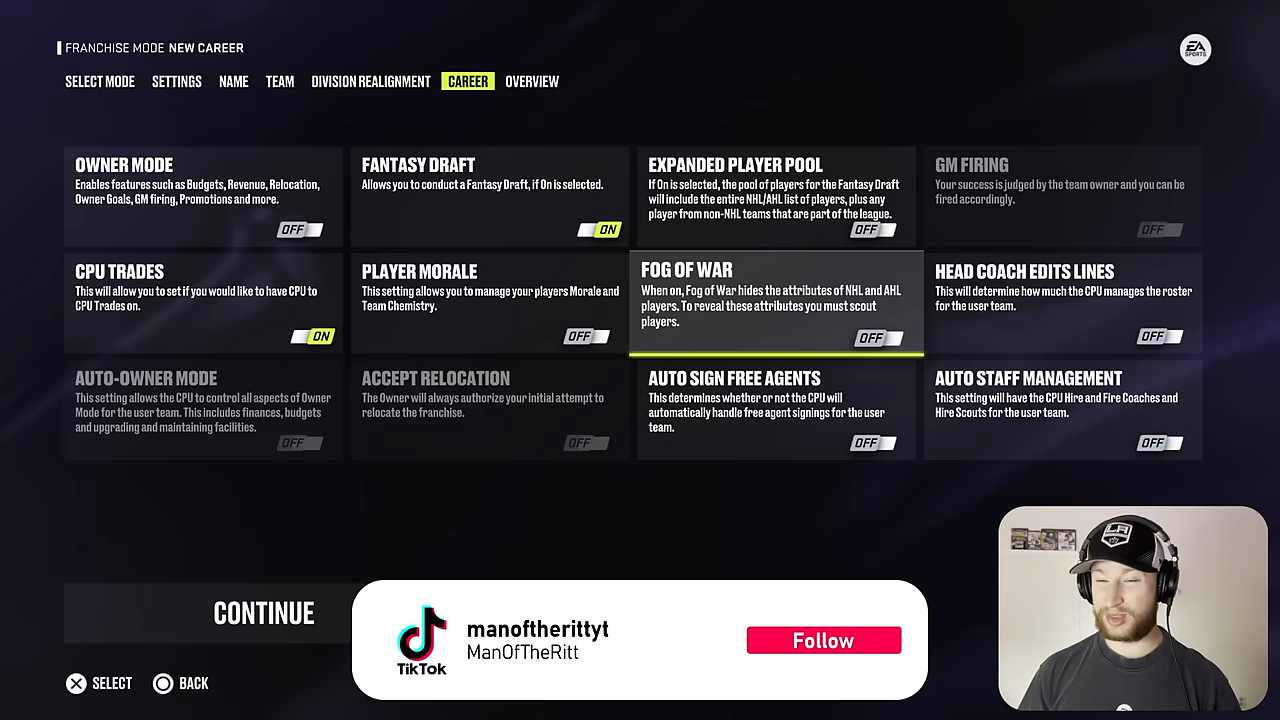 FRANCHISE MODE NEW CAREER
EA
SPORTS
SELECT MODE SETTINGS NAME TEAM DIVISION REALIGNMENT CAREER OVERVIEW
OWNER MODE
Enables features such as Budgets, Revenue, Relocation,
Owner Goals, GM firing, Promotions and more.
OFF
FANTASY DRAFT
Allows you to conduct a Fantasy Draft, if On is selected.
ON
EXPANDED PLAYER POOL
If On is selected, the pool of players for the Fantasy Draft
will include the entire NHL/AHL list of players, plus any
player from non-NHL teams that are part of the league.
OFF
GM FIRING
Your success is judged by the team owner and you can be
fired accordingly.
OFF
CPU TRADES
This will allow you to set if you would like to have CPU to
CPU Trades on.
ON
PLAYER MORALE
This setting allows you to manage your players Morale and
Team Chemistry.
OFF
FOG OF WAR
When on, Fog of War hides the attributes of NHL and AHL
players. To reveal these attributes you must scout
players.
OFF
HEAD COACH EDITS LINES
This will determine how much the CPU manages the roster
for the user team.
OFF
AUTO-OWNER MODE
This setting allows the CPU to control all aspects of Owner
Mode for the user team. This includes finances, budgets
and upgrading and maintaining facilities.
OFF
ACCEPT RELOCATION
The Owner will always authorize your initial attempt to
relocate the franchise.
OFF
AUTO SIGN FREE AGENTS
This determines whether or not the CPU will
automatically handle free agent signings for the user
team.
OFF
AUTO STAFF MANAGEMENT
This setting will have the CPU Hire and Fire Coaches and
Hire Scouts for the user team.
OFF
CONTINUE
TikTok
manoftherittyt
ManOfTheRitt
Follow
LA
SELECT BACK